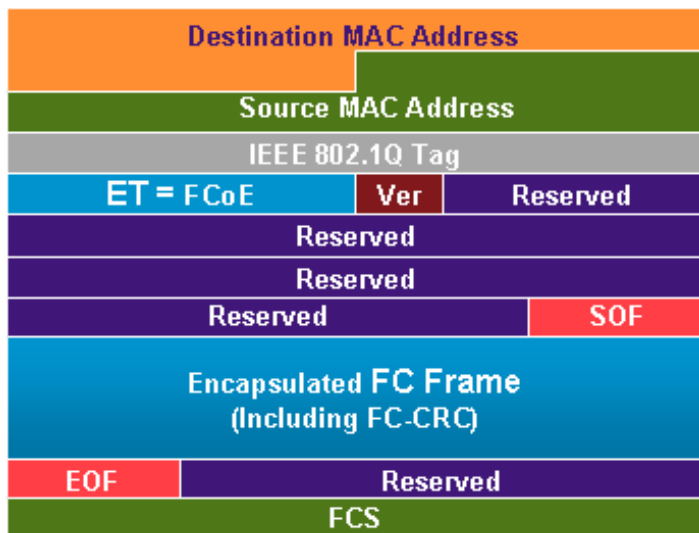 Destination MAC Address
Source MAC Address
IEEE 802.1Q Tag
ET = FCoE Ver Reserved
Reserved
Reserved
Reserved SOF
Encapsulated FC Frame
(Including FC-CRC)
EOF Reserved
FCS